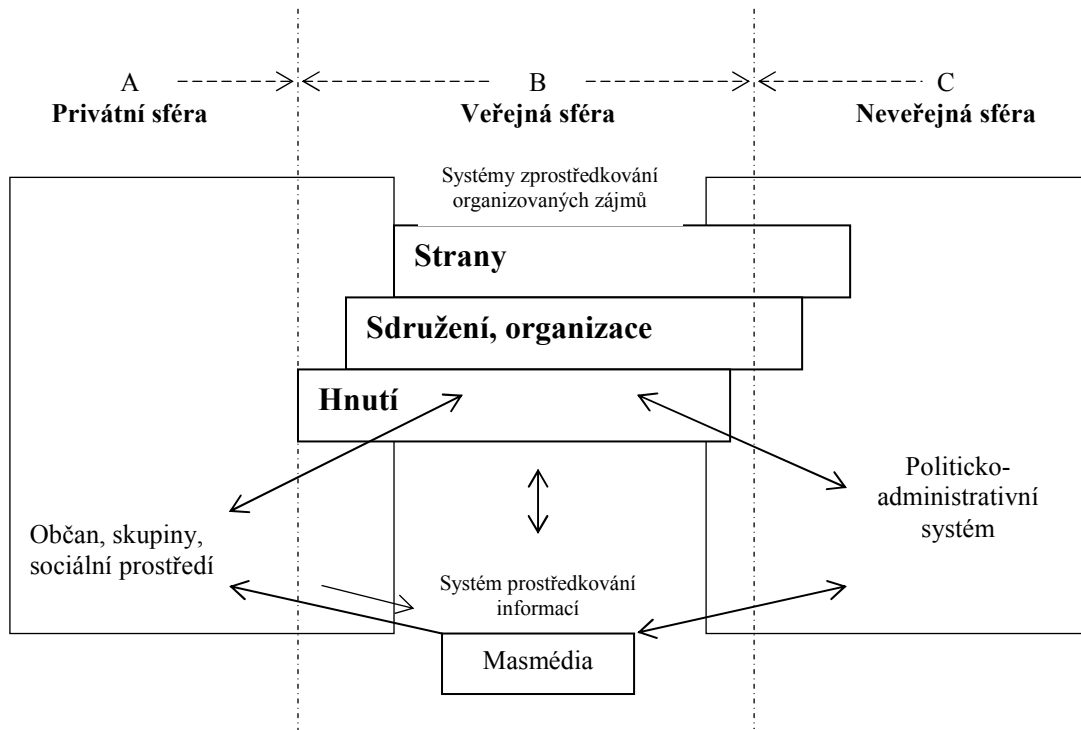 A
B
C
Privátní sféra
Veřejná sféra
Neveřejná sféra
Systémy zprostředkování
organizovaných zájmů
Strany
Sdružení, organizace
Hnutí
Občan, skupiny,
sociální prostředí
Politicko-
administrativní
systém
Systém prostředkování
informací
Masmédia